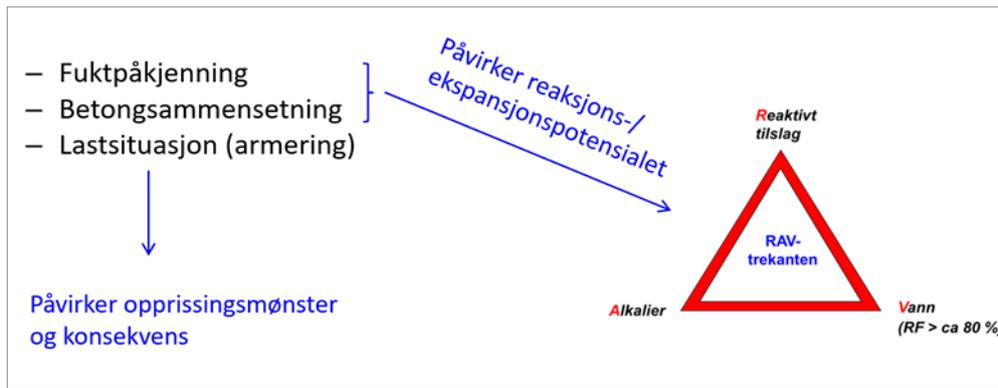 – Fuktpåkjenning
– Betongsammensetning
– Lastsituasjon (armering)
Påvirker reaksjons-/
ekspansjonspotensialet
Påvirker opprissingsmønster
og konsekvens
Reaktivt
tilslag
RAV-
trekanten
Alkalier
Vann
(RF > ca 80 %)